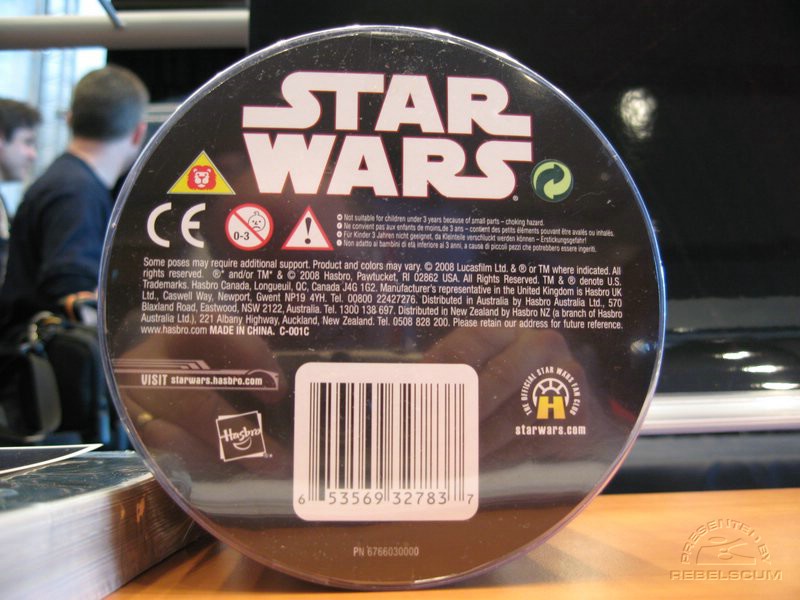 STAR
WARS
CE
0-3
Not suitable for children under 3 years because of small parts – choking hazard.
Ne convient pas aux enfants de moins de 3 ans – contient des petits éléments pouvant être avalés ou inhalés.
Für Kinder 3 Jahren nicht geeignet, da Kleinteile verschluckt werden können – Erstickungsgefahr!
Non adatto ai bambini di età inferiore ai 3 anni, a causa di piccoli pezzi che potrebbero essere ingeriti.
Some poses may require additional support. Product and colors may vary. © 2008 Lucasfilm Ltd. & ® or TM where indicated. All
rights reserved. ®* and/or TM* & © 2008 Hasbro, Pawtucket, RI 02862 USA. All Rights Reserved. TM & ® denote U.S.
Trademarks. Hasbro Canada, Longueuil, QC, Canada J4G 1G2. Manufacturer's representative in the United Kingdom is Hasbro UK
Ltd., Caswell Way, Newport, Gwent NP19 4YH. Tel. 00800 22427276. Distributed in Australia by Hasbro Australia Ltd., 570
Blaxland Road, Eastwood, NSW 2122, Australia. Tel. 1300 138 697. Distributed in New Zealand by Hasbro NZ (a branch of Hasbro
Australia Ltd.), 221 Albany Highway, Auckland, New Zealand. Tel. 0508 828 200. Please retain our address for future reference.
www.hasbro.com MADE IN CHINA. C-001C
VISIT starwars.hasbro.com
THE OFFICIAL STAR WARS FAN CLUB
H
starwars.com
Hasbro
6 53569 32783 7
PN 6766030000
PRESENTED BY
REBELSCUM